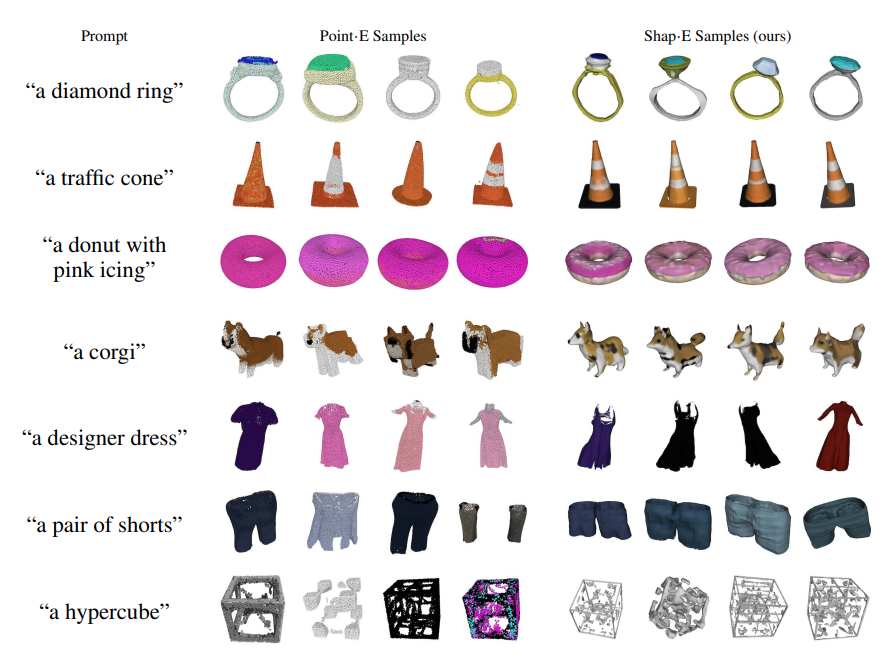 Prompt
Point·E Samples
Shap·E Samples (ours)
“a diamond ring”
“a traffic cone”
“a donut with
pink icing”
“a corgi”
“a designer dress”
“a pair of shorts”
“a hypercube”